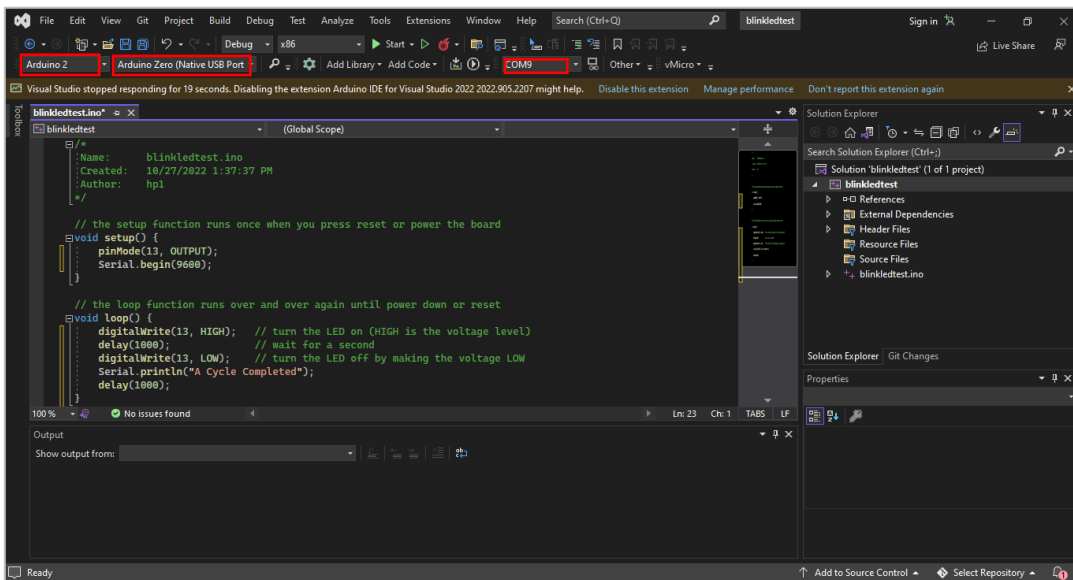 File Edit View Git Project Build Debug Test Analyze Tools Extensions Window Help Search (Ctrl+Q) blinkledtest Sign in
Debug x86 Start Live Share
Arduino 2 Arduino Zero (Native USB Port Add Library Add Code COM9 Other vMicro
Visual Studio stopped responding for 19 seconds. Disabling the extension Arduino IDE for Visual Studio 2022 2022.905.2207 might help. Disable this extension Manage performance Don't report this extension again
Toolbox
blinkledtest.ino*
blinkledtest (Global Scope)
/*
Name: blinkledtest.ino
Created: 10/27/2022 1:37:37 PM
Author: hp1
*/
// the setup function runs once when you press reset or power the board
void setup() {
pinMode(13, OUTPUT);
Serial.begin(9600);
}
// the loop function runs over and over again until power down or reset
void loop() {
digitalWrite(13, HIGH); // turn the LED on (HIGH is the voltage level)
delay(1000); // wait for a second
digitalWrite(13, LOW); // turn the LED off by making the voltage LOW
Serial.println("A Cycle Completed");
delay(1000);
}
100 % No issues found Ln: 23 Ch: 1 TABS LF
Output
Show output from:
Solution Explorer
Search Solution Explorer (Ctrl+;)
Solution 'blinkledtest' (1 of 1 project)
blinkledtest
References
External Dependencies
Header Files
Resource Files
Source Files
blinkledtest.ino
Solution Explorer Git Changes
Properties
Ready Add to Source Control Select Repository 1